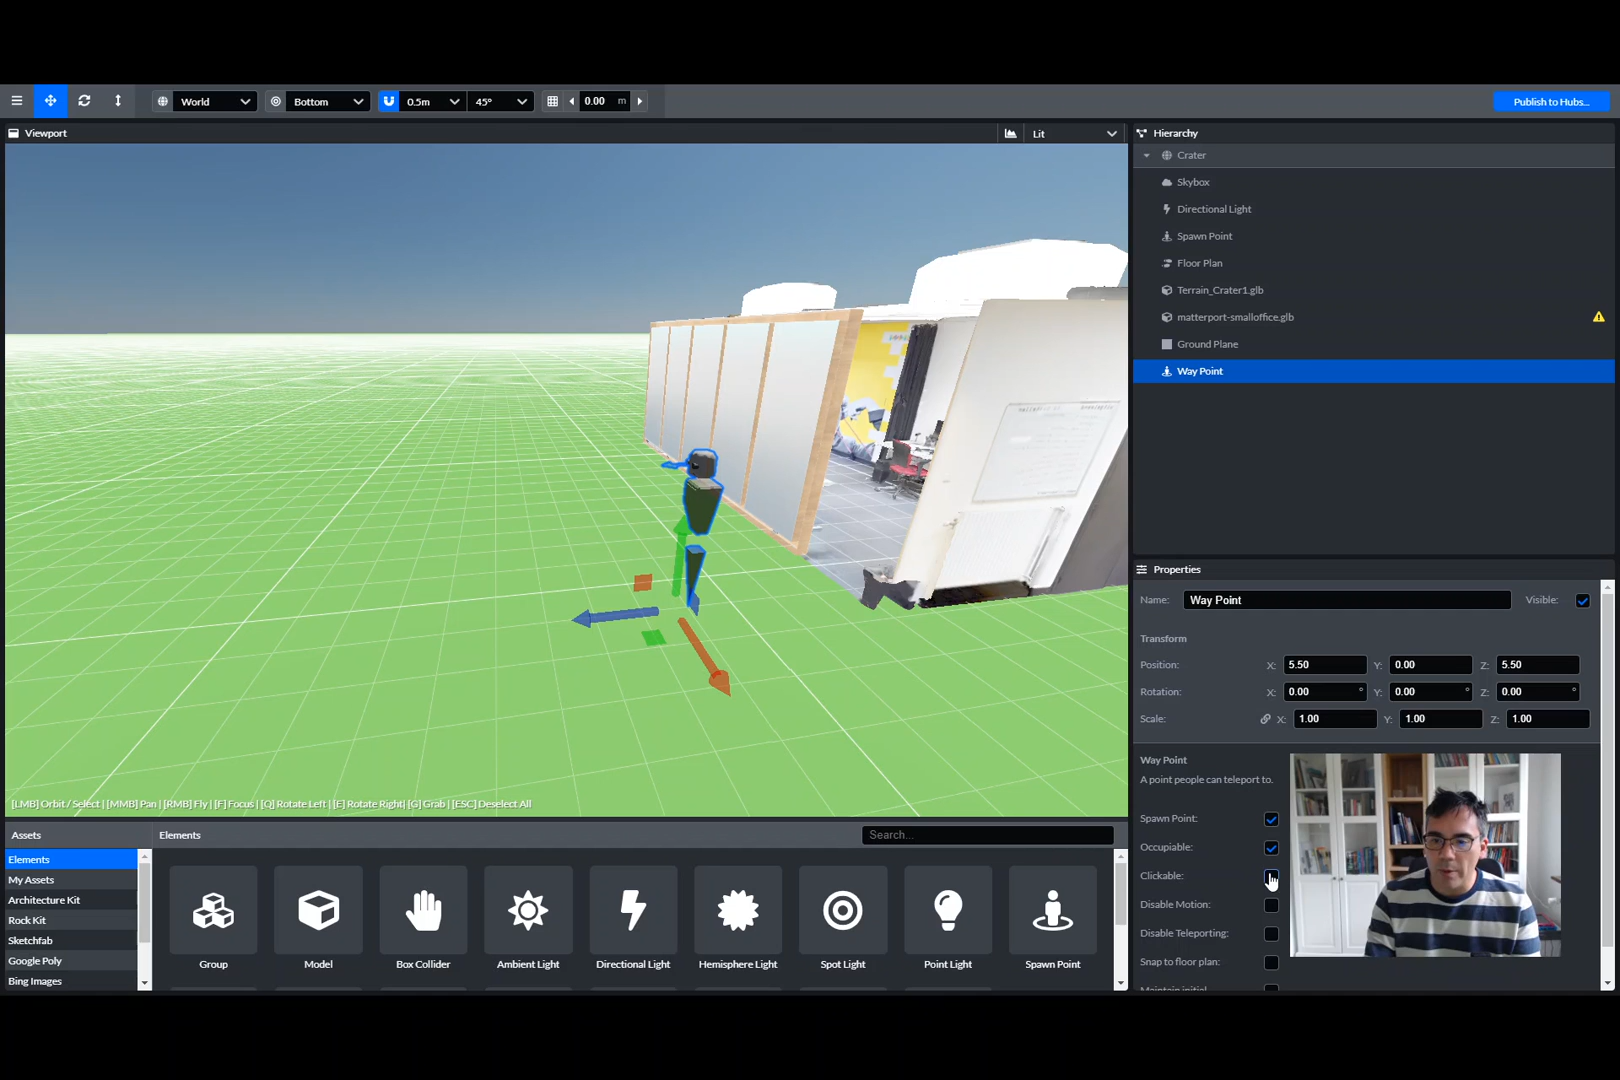 World
Bottom
0.5m
45°
0.00 m
Publish to Hubs...
Viewport
Lit
Hierarchy
Crater
Skybox
Directional Light
Spawn Point
Floor Plan
Terrain_Crater1.glb
matterport-smalloffice.glb
Ground Plane
Way Point
[LMB] Orbit / Select | [MMB] Pan | [RMB] Fly | [F] Focus | [Q] Rotate Left | [E] Rotate Right | [G] Grab | [ESC] Deselect All
Properties
Name: Way Point Visible:
Transform
Position: X: 5.50 Y: 0.00 Z: 5.50
Rotation: X: 0.00 ° Y: 0.00 ° Z: 0.00 °
Scale: X: 1.00 Y: 1.00 Z: 1.00
Way Point
A point people can teleport to.
Spawn Point:
Occupiable:
Clickable:
Disable Motion:
Disable Teleporting:
Snap to floor plan:
Maintain initial
Assets
Elements
My Assets
Architecture Kit
Rock Kit
Sketchfab
Google Poly
Bing Images
Elements
Search...
Group
Model
Box Collider
Ambient Light
Directional Light
Hemisphere Light
Spot Light
Point Light
Spawn Point